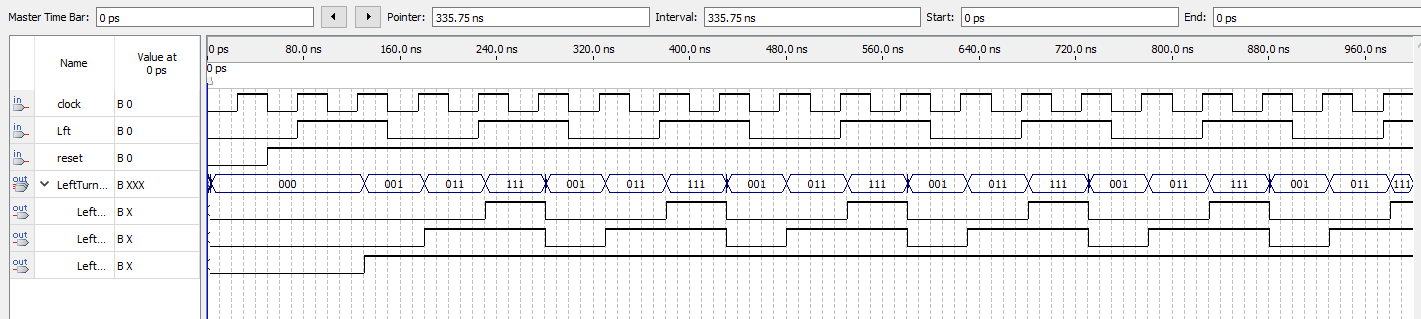 Master Time Bar: 0 ps Pointer: 335.75 ns Interval: 335.75 ns Start: 0 ps End: 0 ps
Name Value at 0 ps
0 ps 80.0 ns 160.0 ns 240.0 ns 320.0 ns 400.0 ns 480.0 ns 560.0 ns 640.0 ns 720.0 ns 800.0 ns 880.0 ns 960.0 ns
0 ps
in clock B 0
in Lft B 0
in reset B 0
out LeftTurn... B XXX 000 001 011 111 001 011 111 001 011 111 001 011 111 001 011 111 001 011 111
out Left... B X
out Left... B X
out Left... B X